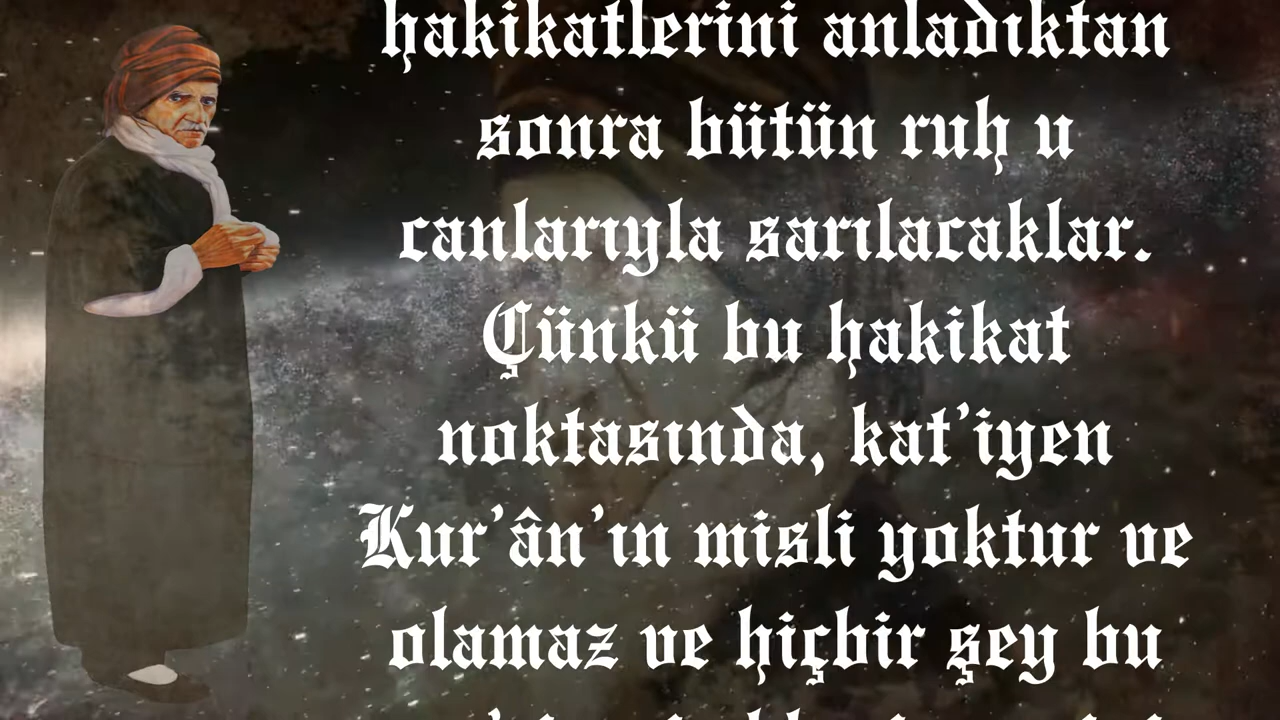 hakikatlerini anladıktan
sonra bütün ruh u
canlarıyla sarılacaklar.
Çünkü bu hakikat
noktasında, kat’iyen
Kur’ân’ın misli yoktur ve
olamaz ve hiçbir şey bu